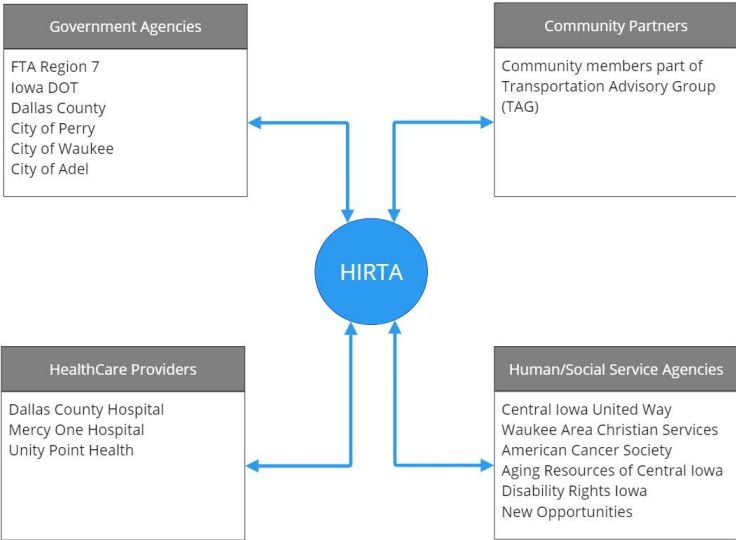 Government Agencies
FTA Region 7
Iowa DOT
Dallas County
City of Perry
City of Waukee
City of Adel
Community Partners
Community members part of
Transportation Advisory Group
(TAG)
HIRTA
HealthCare Providers
Dallas County Hospital
Mercy One Hospital
Unity Point Health
Human/Social Service Agencies
Central Iowa United Way
Waukee Area Christian Services
American Cancer Society
Aging Resources of Central Iowa
Disability Rights Iowa
New Opportunities